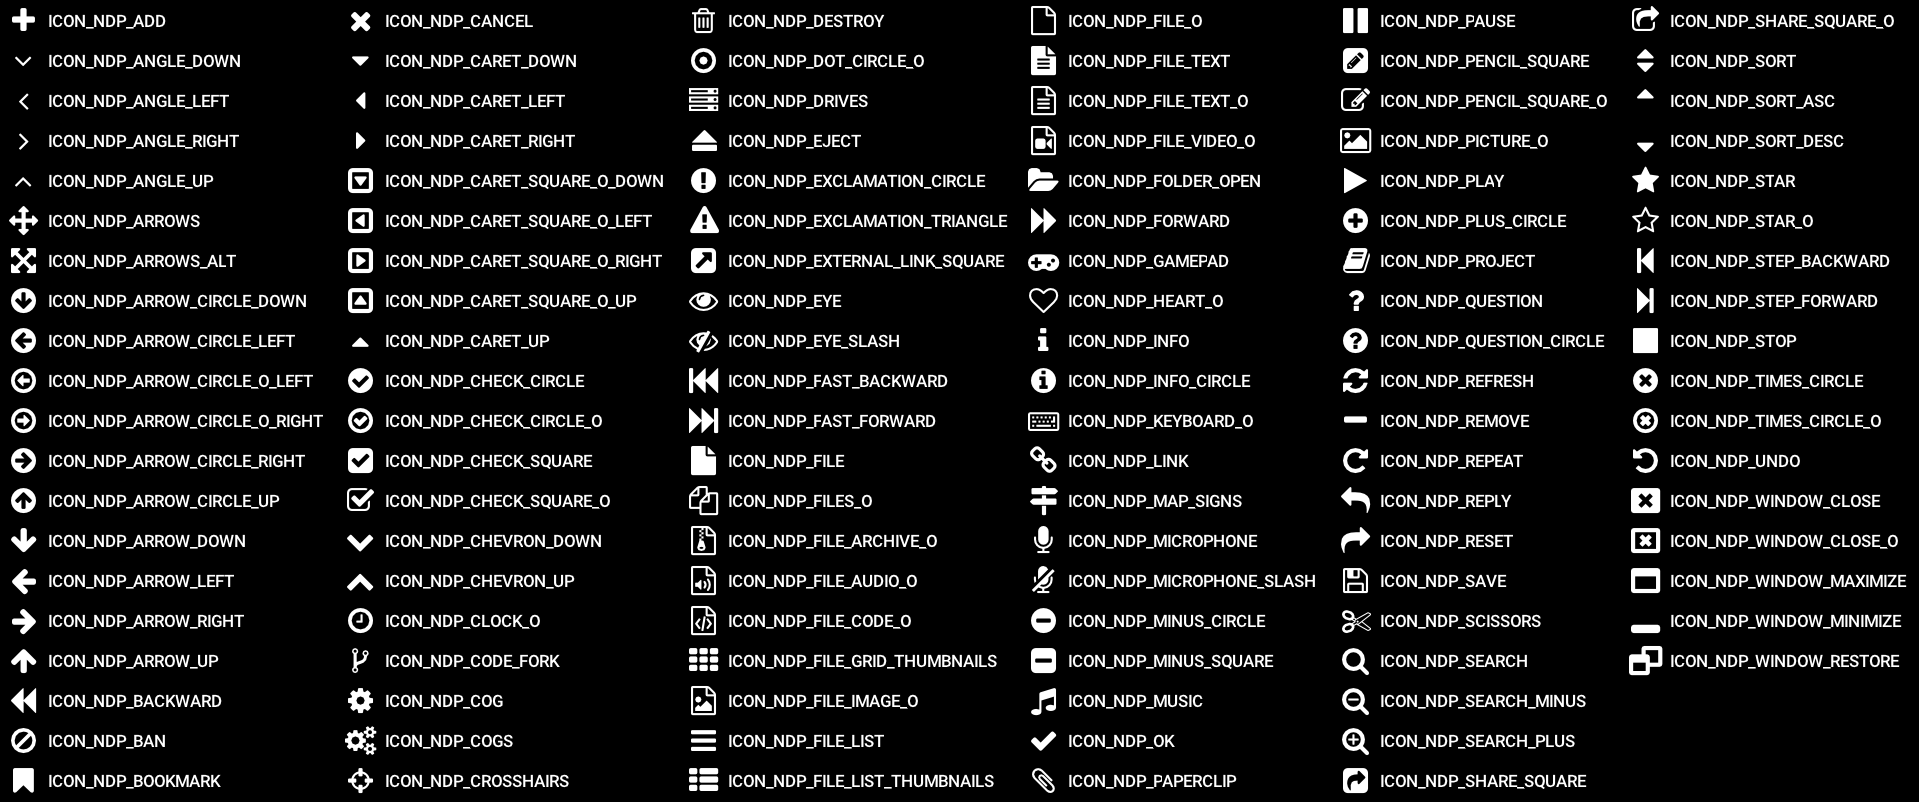 ICON_NDP_ADD
ICON_NDP_ANGLE_DOWN
ICON_NDP_ANGLE_LEFT
ICON_NDP_ANGLE_RIGHT
ICON_NDP_ANGLE_UP
ICON_NDP_ARROWS
ICON_NDP_ARROWS_ALT
ICON_NDP_ARROW_CIRCLE_DOWN
ICON_NDP_ARROW_CIRCLE_LEFT
ICON_NDP_ARROW_CIRCLE_O_LEFT
ICON_NDP_ARROW_CIRCLE_O_RIGHT
ICON_NDP_ARROW_CIRCLE_RIGHT
ICON_NDP_ARROW_CIRCLE_UP
ICON_NDP_ARROW_DOWN
ICON_NDP_ARROW_LEFT
ICON_NDP_ARROW_RIGHT
ICON_NDP_ARROW_UP
ICON_NDP_BACKWARD
ICON_NDP_BAN
ICON_NDP_BOOKMARK
ICON_NDP_CANCEL
ICON_NDP_CARET_DOWN
ICON_NDP_CARET_LEFT
ICON_NDP_CARET_RIGHT
ICON_NDP_CARET_SQUARE_O_DOWN
ICON_NDP_CARET_SQUARE_O_LEFT
ICON_NDP_CARET_SQUARE_O_RIGHT
ICON_NDP_CARET_SQUARE_O_UP
ICON_NDP_CARET_UP
ICON_NDP_CHECK_CIRCLE
ICON_NDP_CHECK_CIRCLE_O
ICON_NDP_CHECK_SQUARE
ICON_NDP_CHECK_SQUARE_O
ICON_NDP_CHEVRON_DOWN
ICON_NDP_CHEVRON_UP
ICON_NDP_CLOCK_O
ICON_NDP_CODE_FORK
ICON_NDP_COG
ICON_NDP_COGS
ICON_NDP_CROSSHAIRS
ICON_NDP_DESTROY
ICON_NDP_DOT_CIRCLE_O
ICON_NDP_DRIVES
ICON_NDP_EJECT
ICON_NDP_EXCLAMATION_CIRCLE
ICON_NDP_EXCLAMATION_TRIANGLE
ICON_NDP_EXTERNAL_LINK_SQUARE
ICON_NDP_EYE
ICON_NDP_EYE_SLASH
ICON_NDP_FAST_BACKWARD
ICON_NDP_FAST_FORWARD
ICON_NDP_FILE
ICON_NDP_FILES_O
ICON_NDP_FILE_ARCHIVE_O
ICON_NDP_FILE_AUDIO_O
ICON_NDP_FILE_CODE_O
ICON_NDP_FILE_GRID_THUMBNAILS
ICON_NDP_FILE_IMAGE_O
ICON_NDP_FILE_LIST
ICON_NDP_FILE_LIST_THUMBNAILS
ICON_NDP_FILE_O
ICON_NDP_FILE_TEXT
ICON_NDP_FILE_TEXT_O
ICON_NDP_FILE_VIDEO_O
ICON_NDP_FOLDER_OPEN
ICON_NDP_FORWARD
ICON_NDP_GAMEPAD
ICON_NDP_HEART_O
ICON_NDP_INFO
ICON_NDP_INFO_CIRCLE
ICON_NDP_KEYBOARD_O
ICON_NDP_LINK
ICON_NDP_MAP_SIGNS
ICON_NDP_MICROPHONE
ICON_NDP_MICROPHONE_SLASH
ICON_NDP_MINUS_CIRCLE
ICON_NDP_MINUS_SQUARE
ICON_NDP_MUSIC
ICON_NDP_OK
ICON_NDP_PAPERCLIP
ICON_NDP_PAUSE
ICON_NDP_PENCIL_SQUARE
ICON_NDP_PENCIL_SQUARE_O
ICON_NDP_PICTURE_O
ICON_NDP_PLAY
ICON_NDP_PLUS_CIRCLE
ICON_NDP_PROJECT
ICON_NDP_QUESTION
ICON_NDP_QUESTION_CIRCLE
ICON_NDP_REFRESH
ICON_NDP_REMOVE
ICON_NDP_REPEAT
ICON_NDP_REPLY
ICON_NDP_RESET
ICON_NDP_SAVE
ICON_NDP_SCISSORS
ICON_NDP_SEARCH
ICON_NDP_SEARCH_MINUS
ICON_NDP_SEARCH_PLUS
ICON_NDP_SHARE_SQUARE
ICON_NDP_SHARE_SQUARE_O
ICON_NDP_SORT
ICON_NDP_SORT_ASC
ICON_NDP_SORT_DESC
ICON_NDP_STAR
ICON_NDP_STAR_O
ICON_NDP_STEP_BACKWARD
ICON_NDP_STEP_FORWARD
ICON_NDP_STOP
ICON_NDP_TIMES_CIRCLE
ICON_NDP_TIMES_CIRCLE_O
ICON_NDP_UNDO
ICON_NDP_WINDOW_CLOSE
ICON_NDP_WINDOW_CLOSE_O
ICON_NDP_WINDOW_MAXIMIZE
ICON_NDP_WINDOW_MINIMIZE
ICON_NDP_WINDOW_RESTORE